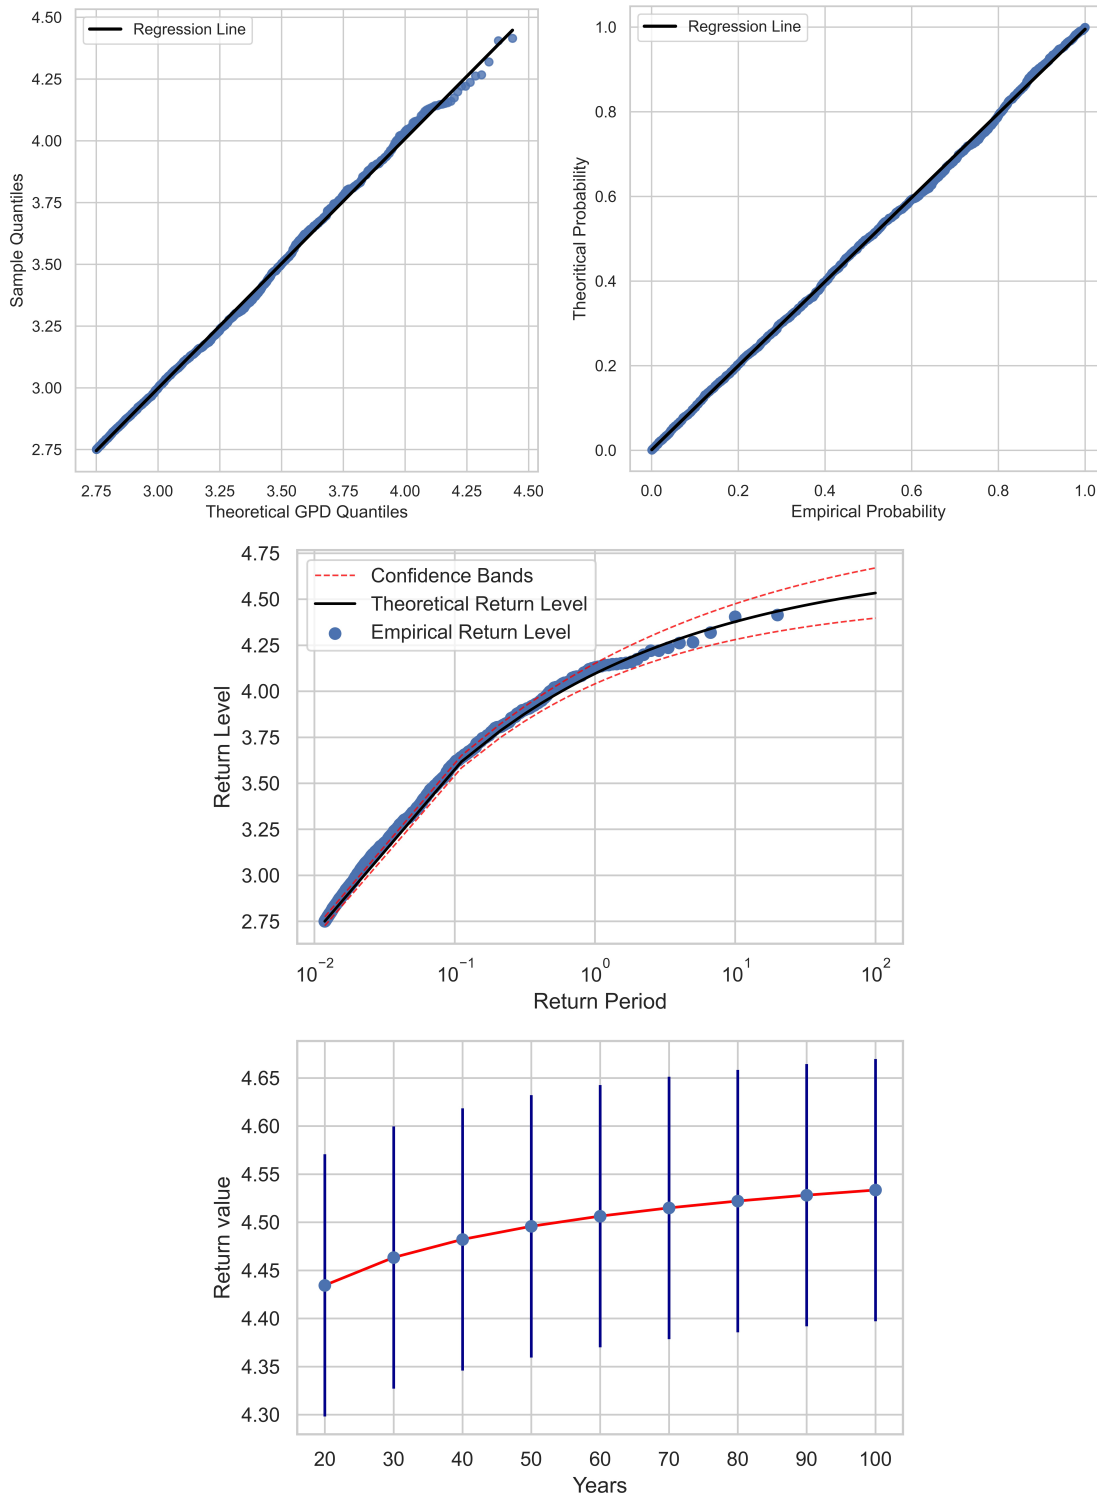 Regression Line
4.50
4.25
4.00
3.75
3.50
3.25
3.00
2.75
Sample Quantiles
2.75 3.00 3.25 3.50 3.75 4.00 4.25 4.50
Theoretical GPD Quantiles
Regression Line
1.0
0.8
0.6
0.4
0.2
0.0
Theoritical Probability
0.0 0.2 0.4 0.6 0.8 1.0
Empirical Probability
Confidence Bands
Theoretical Return Level
Empirical Return Level
4.75
4.50
4.25
4.00
3.75
3.50
3.25
3.00
2.75
Return Level
10⁻² 10⁻¹ 10⁰ 10¹ 10²
Return Period
4.65
4.60
4.55
4.50
4.45
4.40
4.35
4.30
Return value
20 30 40 50 60 70 80 90 100
Years